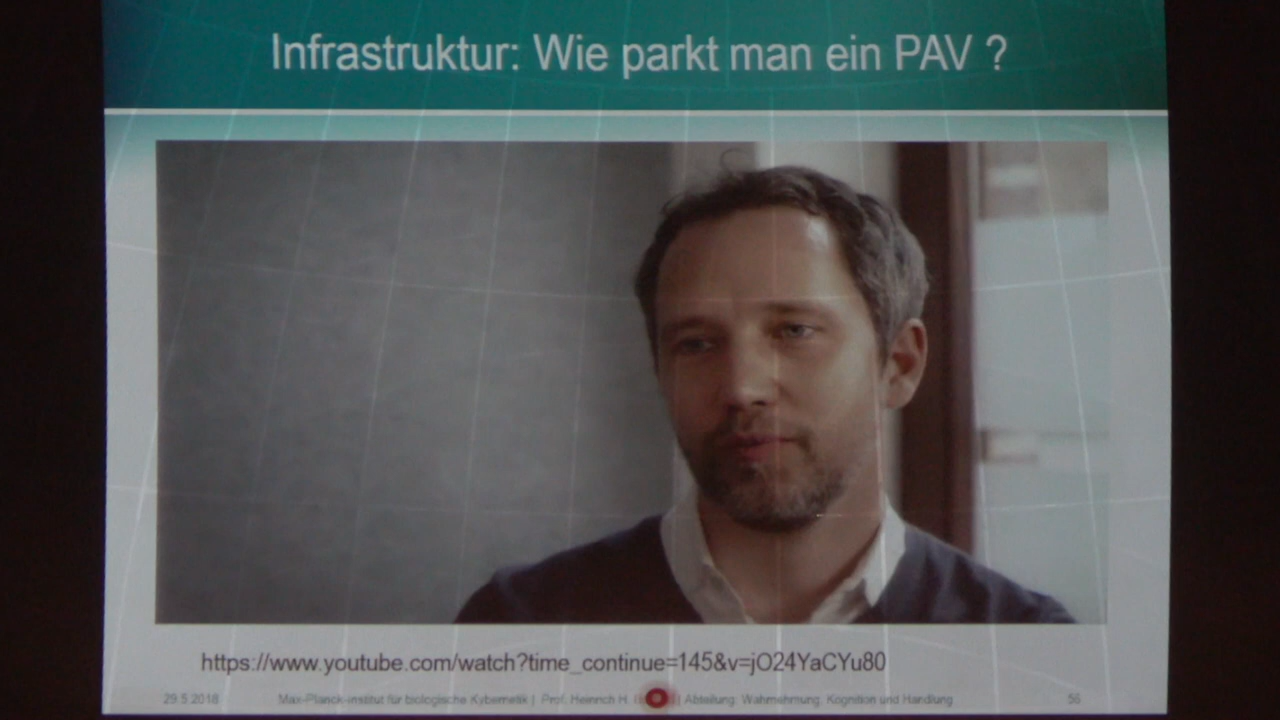 Infrastruktur: Wie parkt man ein PAV ?
https://www.youtube.com/watch?time_continue=145&v=jO24YaCYu80
29.5.2018 Max-Planck-Institut für biologische Kybernetik | Prof. Heinrich H. | Abteilung: Wahrnehmung, Kognition und Handlung 56